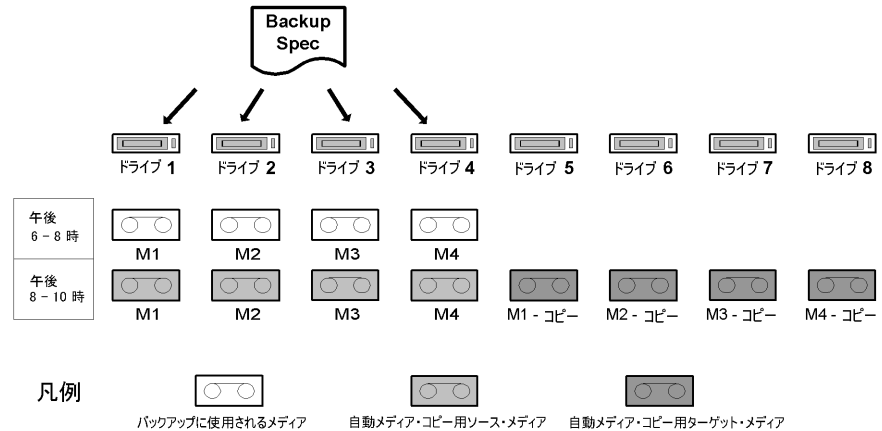 Backup
Spec
ドライブ 1 ドライブ 2 ドライブ 3 ドライブ 4 ドライブ 5 ドライブ 6 ドライブ 7 ドライブ 8
午後
6 - 8 時
M1 M2 M3 M4
午後
8 - 10 時
M1 M2 M3 M4 M1 - コピー M2 - コピー M3 - コピー M4 - コピー
凡例
バックアップに使用されるメディア 自動メディア・コピー用ソース・メディア 自動メディア・コピー用ターゲット・メディア